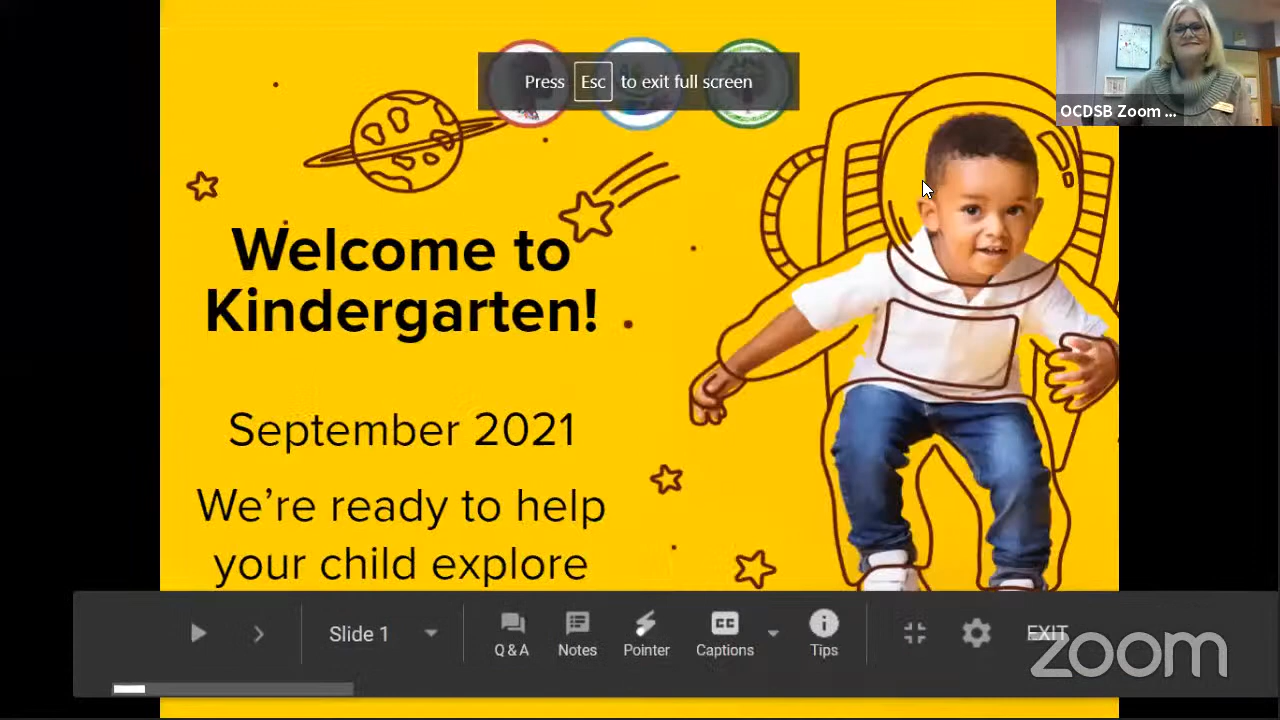 Press Esc to exit full screen
OCDSB Zoom ...
Welcome to
Kindergarten!
September 2021
We're ready to help
your child explore
Slide 1
Q & A
Notes
Pointer
CC
Captions
Tips
EXIT
zoom